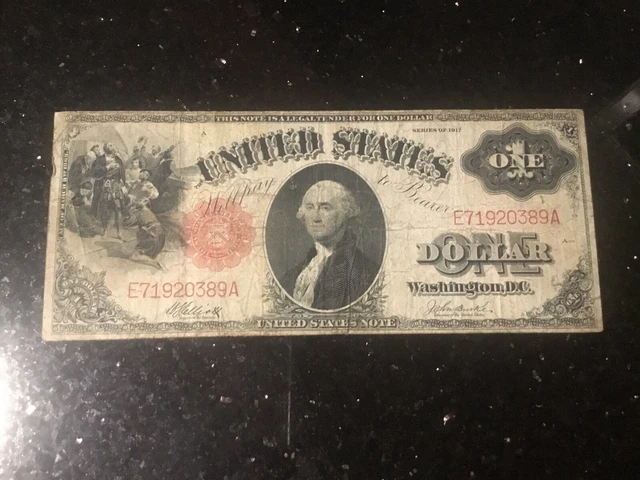 THIS NOTE IS A LEGAL TENDER FOR ONE DOLLAR
SERIES OF 1917
UNITED STATES
ONE
Will pay to Bearer
E71920389A
ONE
DOLLAR
Washington, D.C.
E71920389A
UNITED STATES NOTE